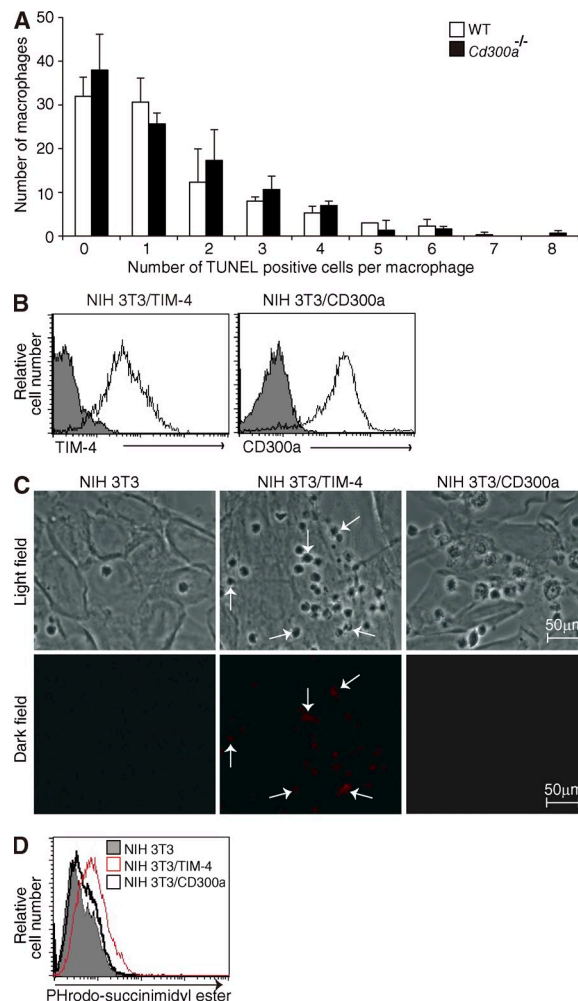 A
WT
Cd300a-/-
Number of macrophages
50
40
30
20
10
0
0 1 2 3 4 5 6 7 8
Number of TUNEL positive cells per macrophage
B
NIH 3T3/TIM-4 NIH 3T3/CD300a
Relative
cell number
TIM-4 CD300a
C
NIH 3T3 NIH 3T3/TIM-4 NIH 3T3/CD300a
Light field
50μm
Dark field
50μm
D
NIH 3T3
NIH 3T3/TIM-4
NIH 3T3/CD300a
Relative
cell number
PHrodo-succinimidyl ester